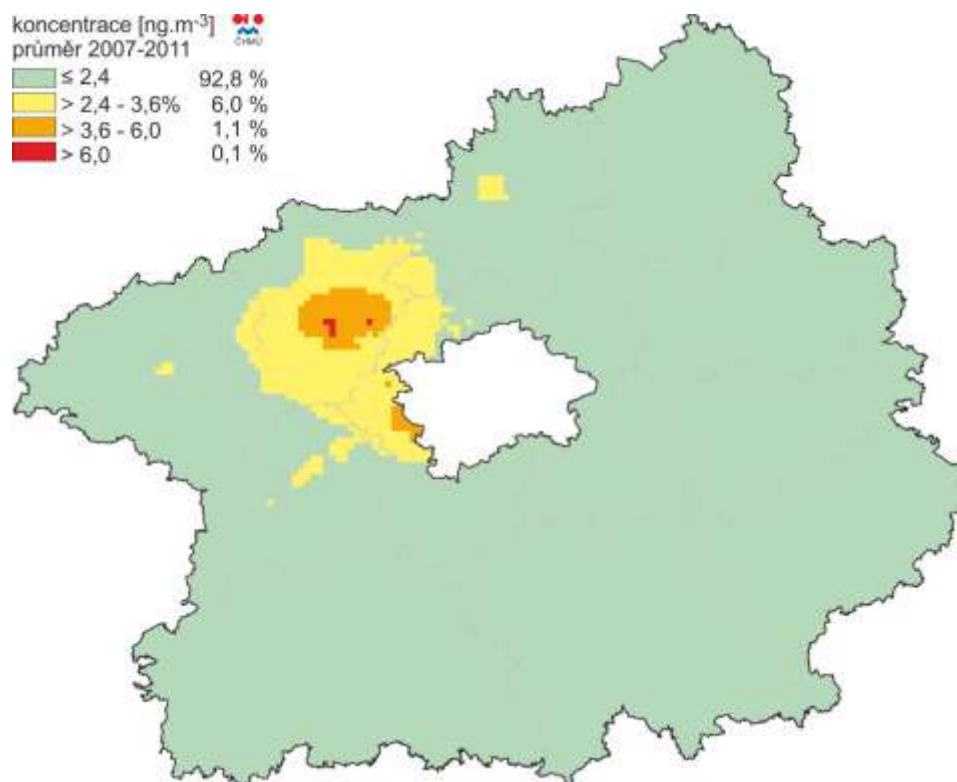 koncentrace [ng.m-3]
ČHMÚ
průměr 2007-2011
≤ 2,4 92,8 %
> 2,4 - 3,6% 6,0 %
> 3,6 - 6,0 1,1 %
> 6,0 0,1 %